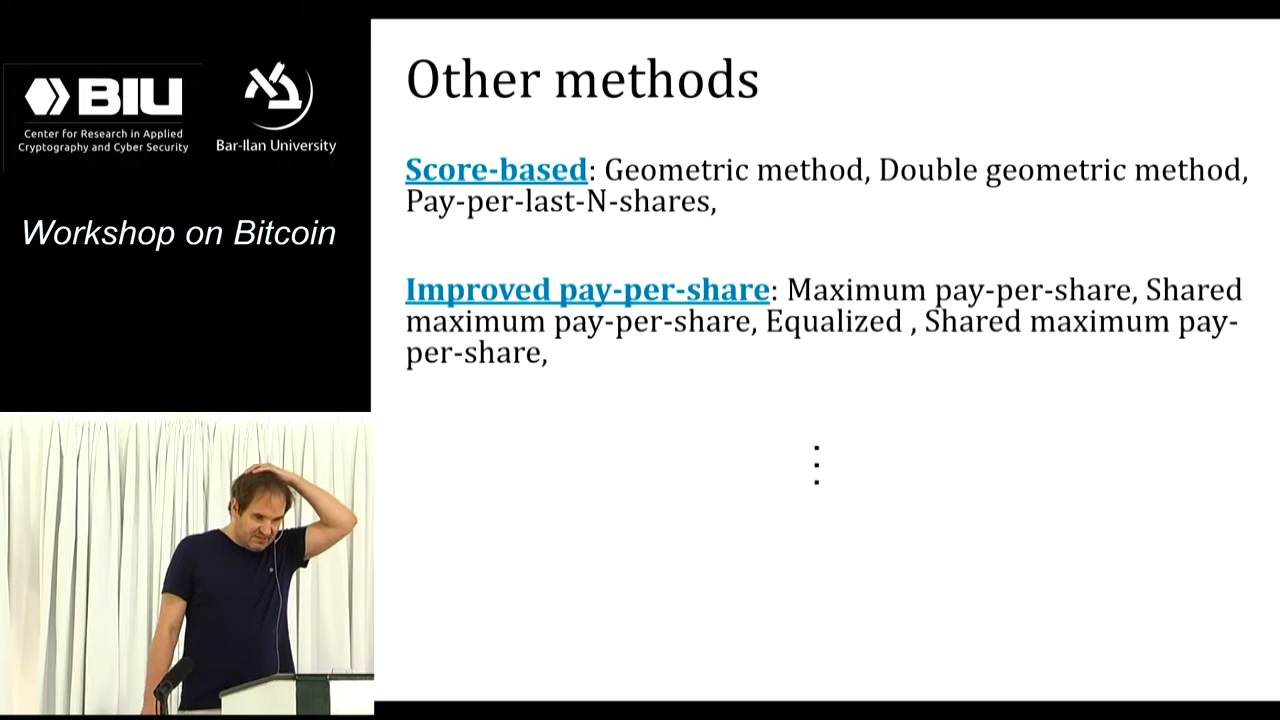 BIU
Center for Research in Applied
Cryptography and Cyber Security
Bar-Ilan University
Workshop on Bitcoin
Other methods
Score-based: Geometric method, Double geometric method,
Pay-per-last-N-shares,
Improved pay-per-share: Maximum pay-per-share, Shared
maximum pay-per-share, Equalized , Shared maximum pay-
per-share,
⋮